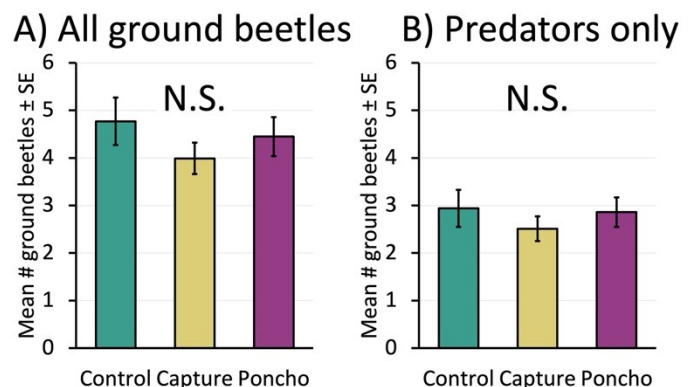 A) All ground beetles
Mean # ground beetles ± SE
6
5
4
3
2
1
0
N.S.
Control Capture Poncho
B) Predators only
Mean # ground beetles ± SE
6
5
4
3
2
1
0
N.S.
Control Capture Poncho